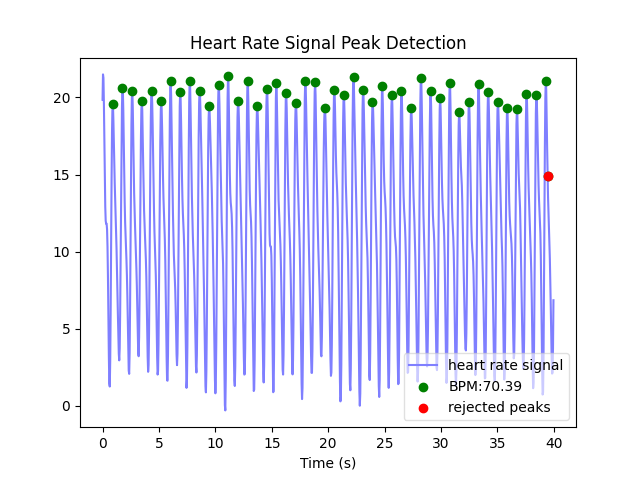 Heart Rate Signal Peak Detection
20
15
10
5
0
heart rate signal
BPM:70.39
rejected peaks
0 5 10 15 20 25 30 35 40
Time (s)